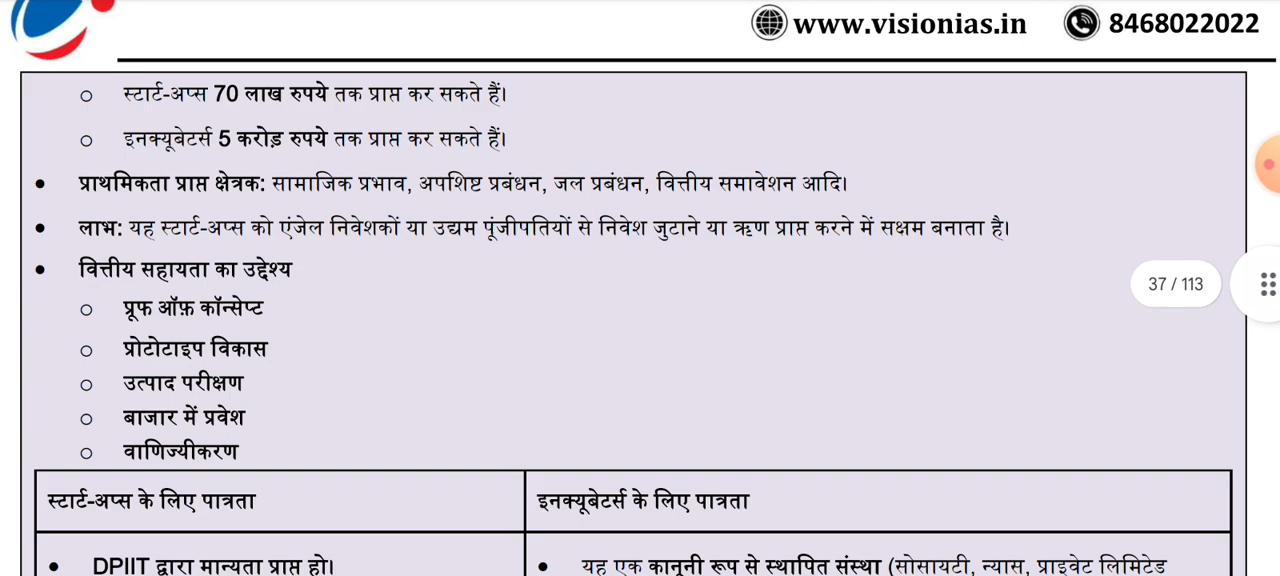 www.visionias.in 8468022022
○ स्टार्ट-अप्स 70 लाख रुपये तक प्राप्त कर सकते हैं।
○ इनक्यूबेटर्स 5 करोड़ रुपये तक प्राप्त कर सकते हैं।
• प्राथमिकता प्राप्त क्षेत्रक: सामाजिक प्रभाव, अपशिष्ट प्रबंधन, जल प्रबंधन, वित्तीय समावेशन आदि।
• लाभ: यह स्टार्ट-अप्स को एंजेल निवेशकों या उद्यम पूंजीपतियों से निवेश जुटाने या ऋण प्राप्त करने में सक्षम बनाता है।
• वित्तीय सहायता का उद्देश्य
○ प्रूफ ऑफ़ कॉन्सेप्ट
○ प्रोटोटाइप विकास
○ उत्पाद परीक्षण
○ बाजार में प्रवेश
○ वाणिज्यीकरण
37 / 113
स्टार्ट-अप्स के लिए पात्रता
इनक्यूबेटर्स के लिए पात्रता
• DPIIT द्वारा मान्यता प्राप्त हो।
• यह एक कानूनी रूप से स्थापित संस्था (सोसायटी, न्यास, प्राइवेट लिमिटेड